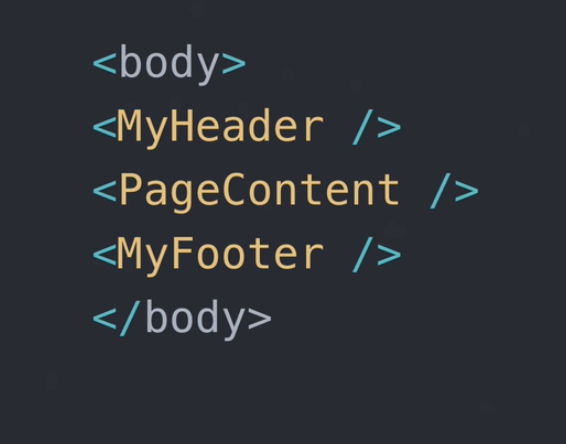 <body>
<MyHeader />
<PageContent />
<MyFooter />
</body>